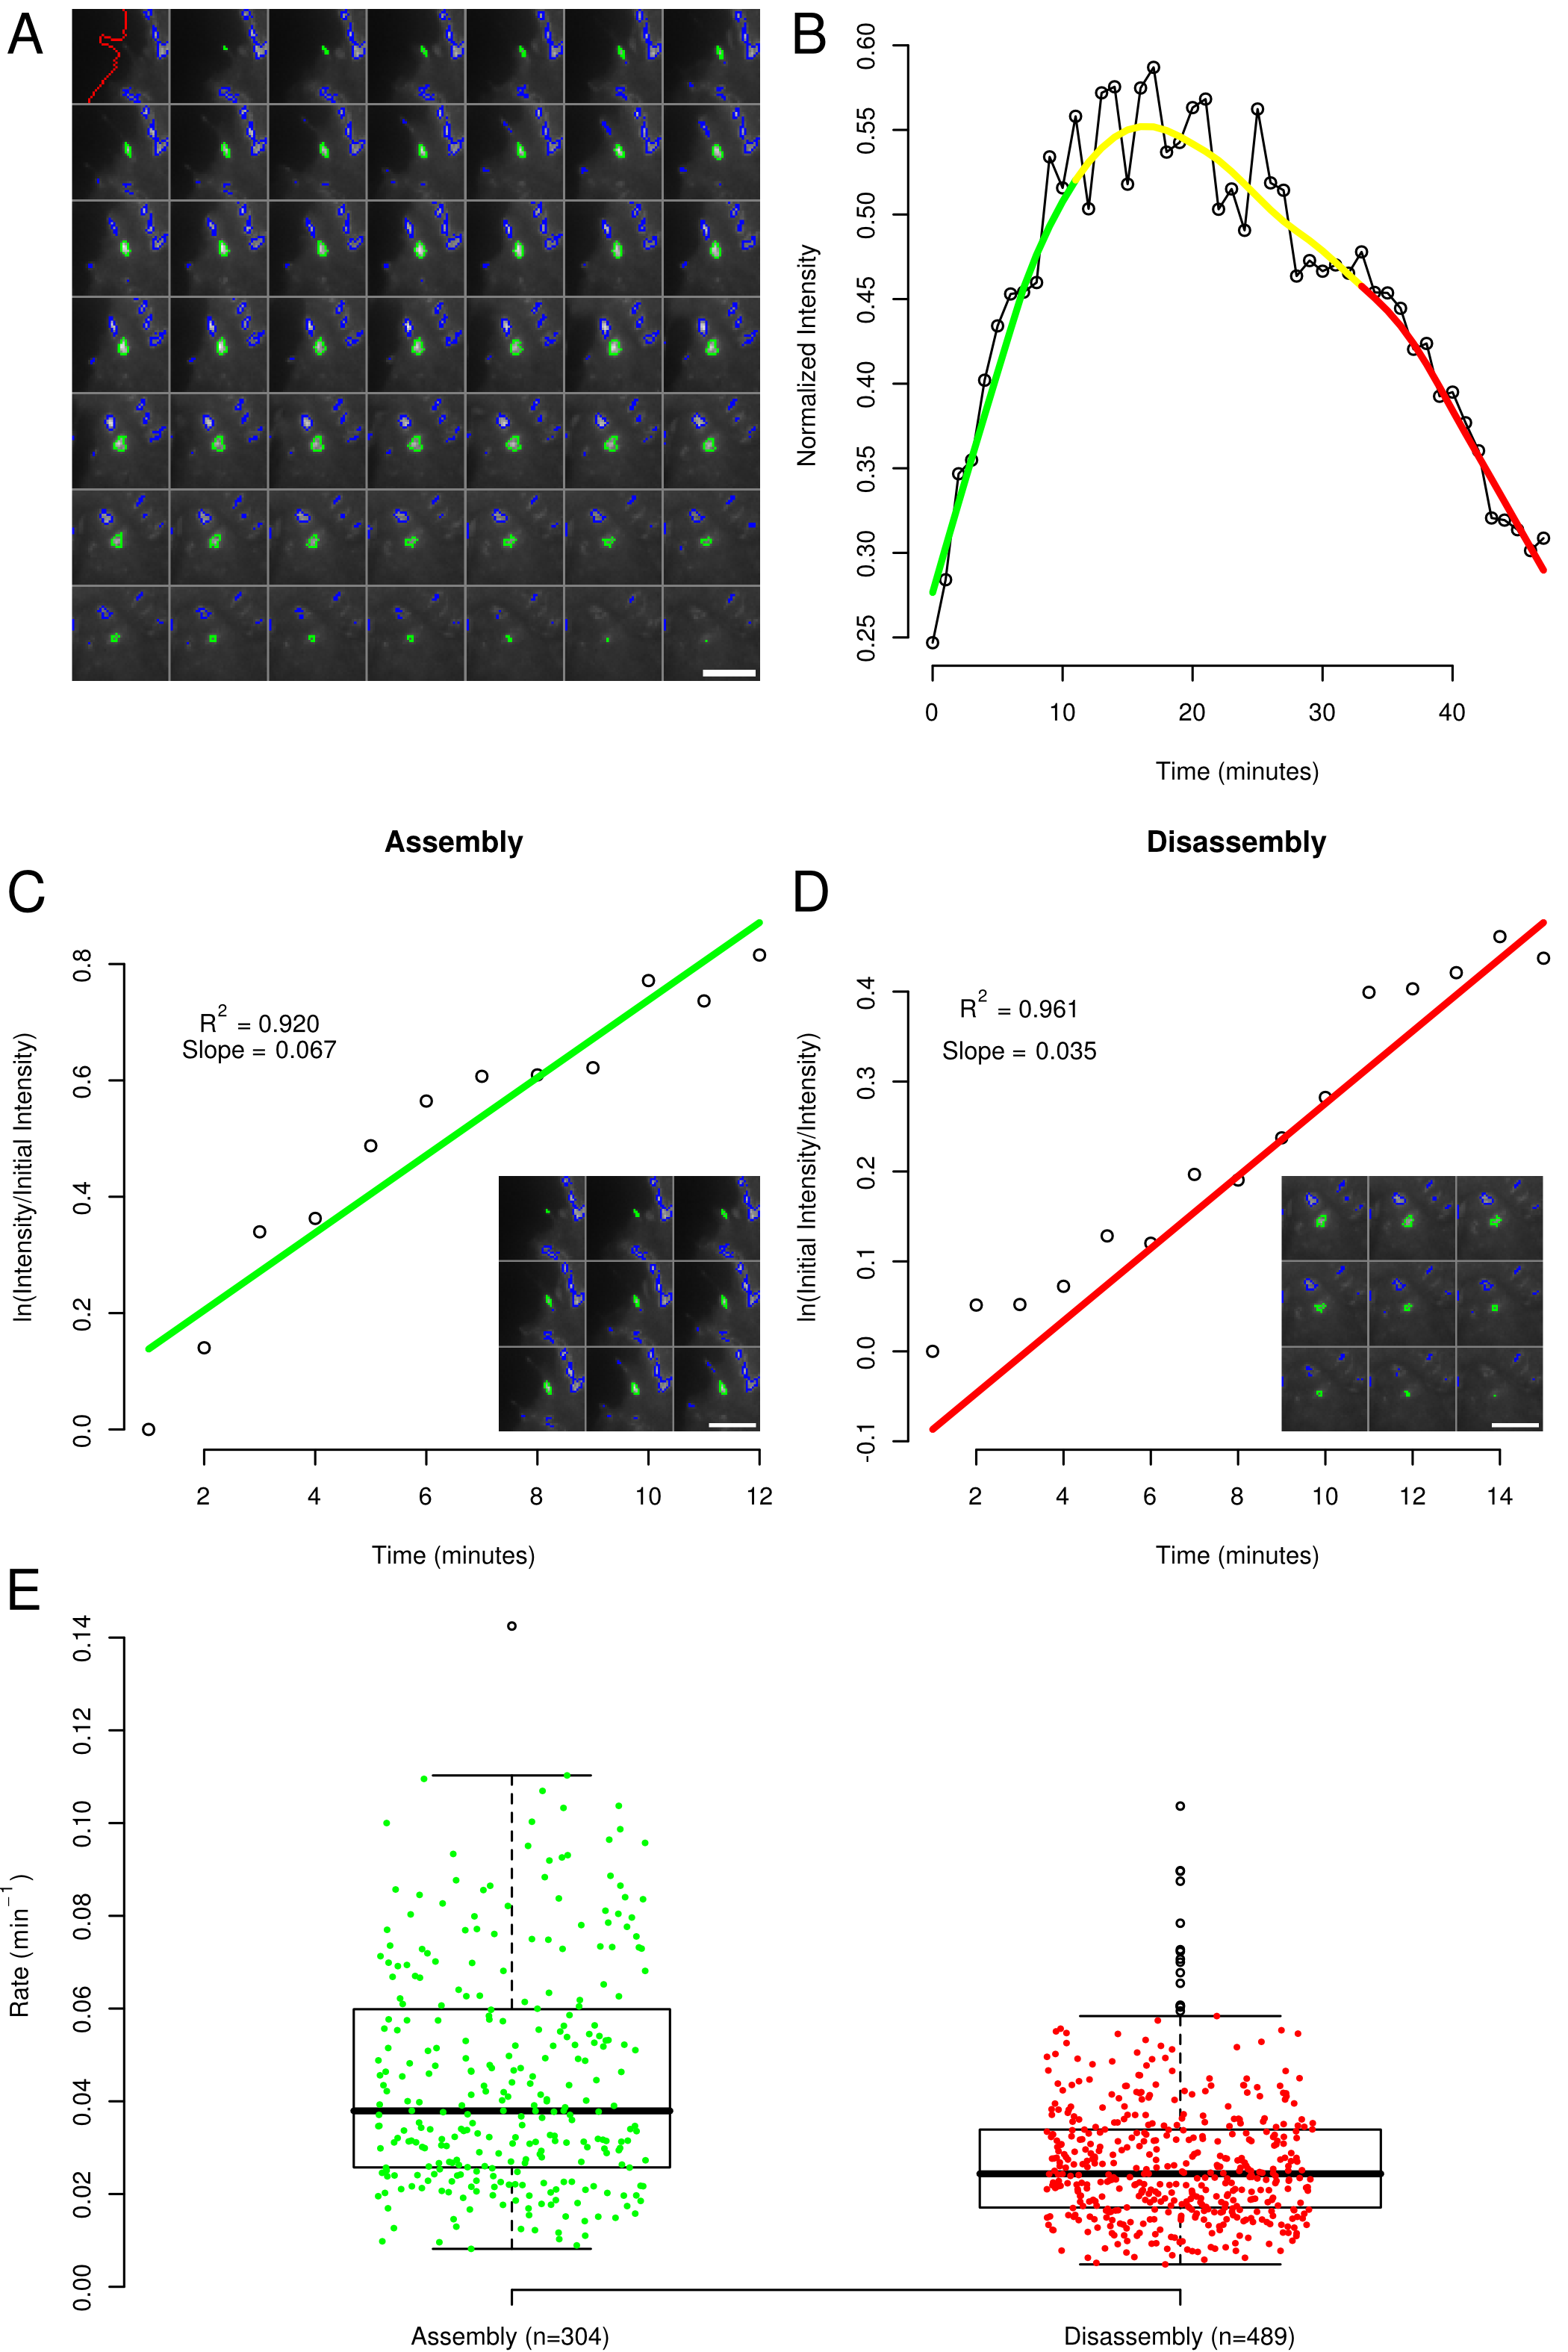 A
B
0.60
0.55
0.50
0.45
0.40
0.35
0.30
0.25
Normalized Intensity
0 10 20 30 40
Time (minutes)
Assembly
C
0.8
0.6
0.4
0.2
0.0
ln(Intensity/Initial Intensity)
R² = 0.920
Slope = 0.067
2 4 6 8 10 12
Time (minutes)
Disassembly
D
0.4
0.3
0.2
0.1
0.0
-0.1
ln(Initial Intensity/Intensity)
R² = 0.961
Slope = 0.035
2 4 6 8 10 12 14
Time (minutes)
E
0.14
0.12
0.10
0.08
0.06
0.04
0.02
0.00
Rate (min⁻¹)
Assembly (n=304)
Disassembly (n=489)